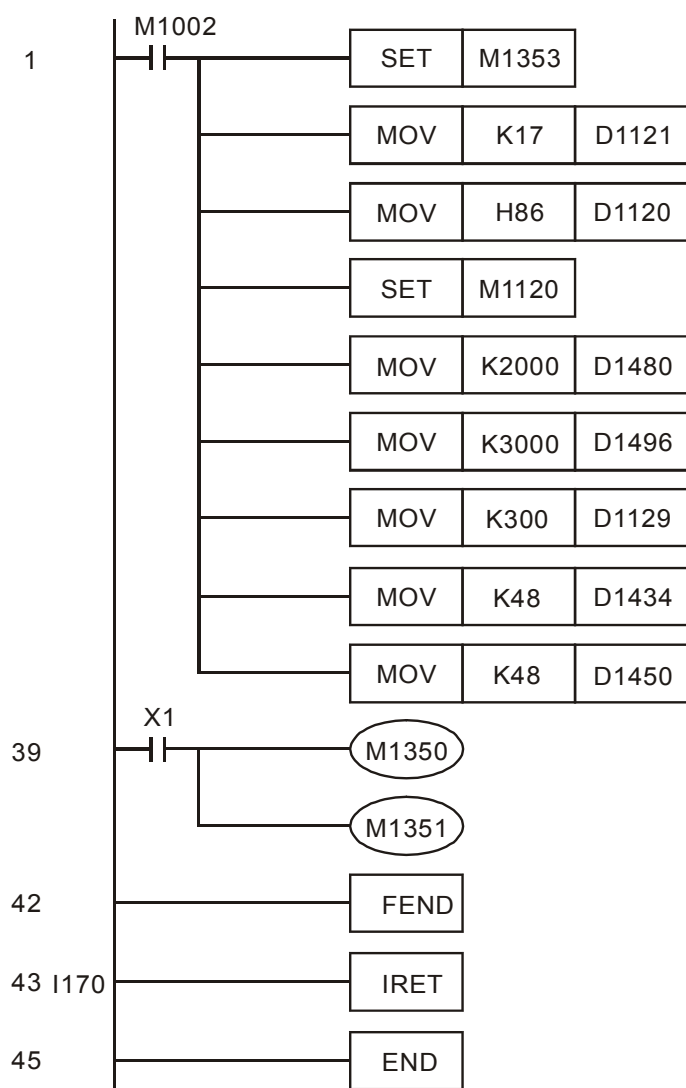 M1002
1 SET M1353
MOV K17 D1121
MOV H86 D1120
SET M1120
MOV K2000 D1480
MOV K3000 D1496
MOV K300 D1129
MOV K48 D1434
MOV K48 D1450
X1
39 M1350
M1351
42 FEND
43 I170 IRET
45 END